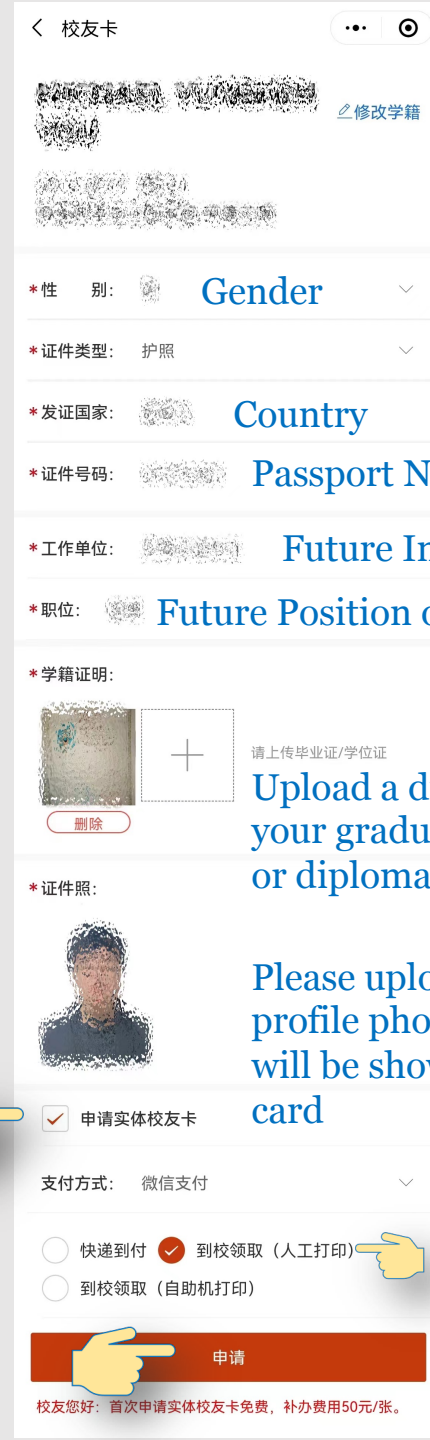 校友卡
修改学籍
*性 别: Gender
*证件类型: 护照
*发证国家: Country
*证件号码: Passport N
*工作单位: Future In
*职位: Future Position o
*学籍证明:
请上传毕业证/学位证
Upload a d
删除
your gradu
or diploma
*证件照:
Please uplo
profile pho
will be show
card
申请实体校友卡
支付方式: 微信支付
快递到付 到校领取（人工打印）
到校领取（自助机打印）
申请
校友您好：首次申请实体校友卡免费，补办费用50元/张。